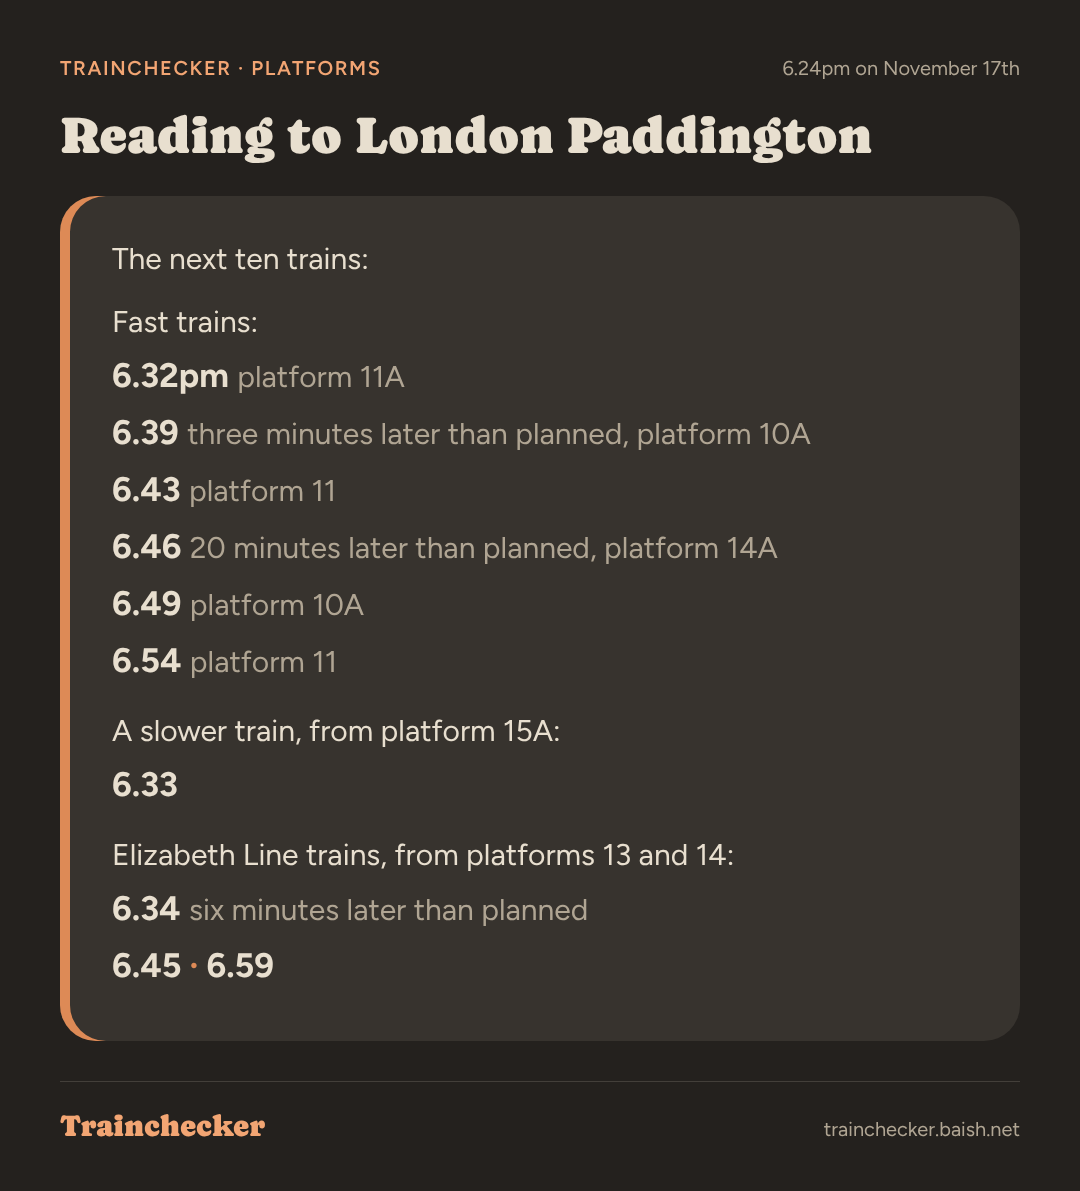 TRAINCHECKER · PLATFORMS
6.24pm on November 17th
Reading to London Paddington
The next ten trains:
Fast trains:
6.32pm platform 11A
6.39 three minutes later than planned, platform 10A
6.43 platform 11
6.46 20 minutes later than planned, platform 14A
6.49 platform 10A
6.54 platform 11
A slower train, from platform 15A:
6.33
Elizabeth Line trains, from platforms 13 and 14:
6.34 six minutes later than planned
6.45 · 6.59
Trainchecker
trainchecker.baish.net